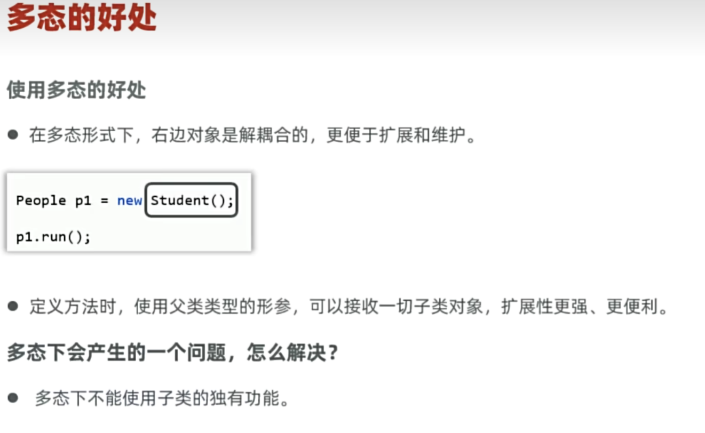 多态的好处
使用多态的好处
● 在多态形式下，右边对象是解耦合的，更便于扩展和维护。
People p1 = new Student();
p1.run();
● 定义方法时，使用父类类型的形参，可以接收一切子类对象，扩展性更强、更便利。
多态下会产生的一个问题，怎么解决？
● 多态下不能使用子类的独有功能。